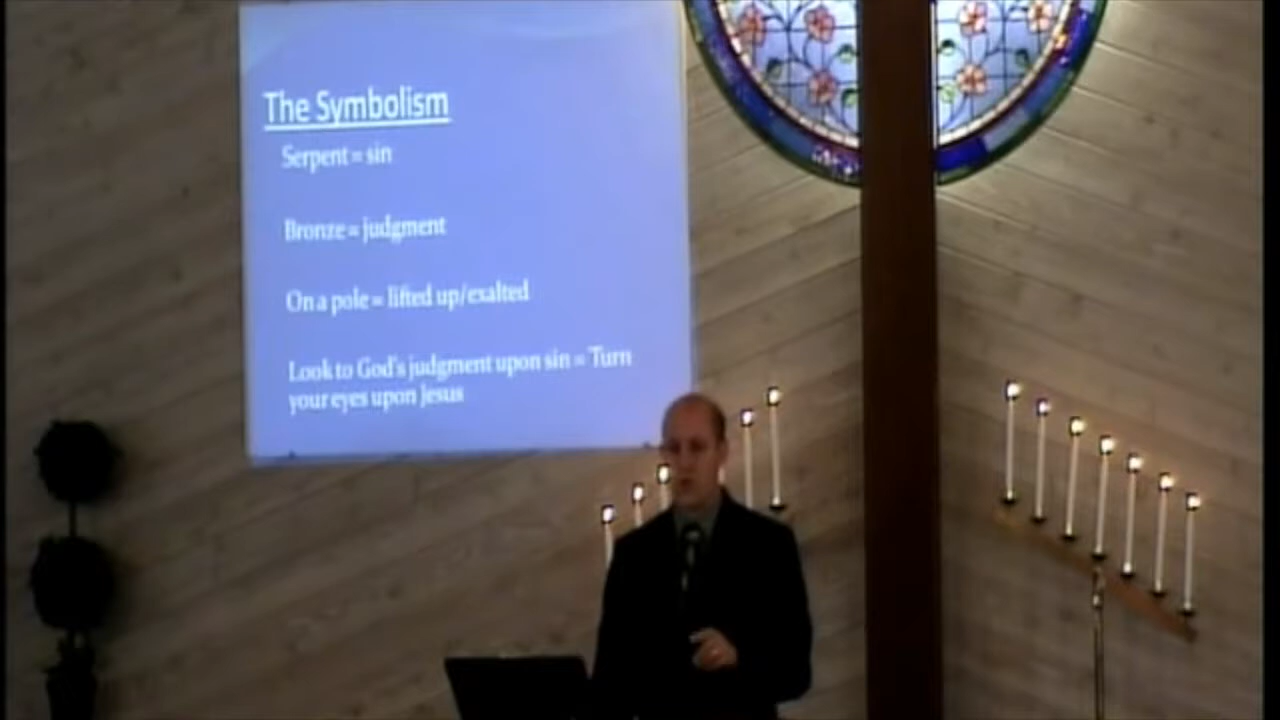 The Symbolism
Serpent = sin
Bronze = judgment
On a pole = lifted up/exalted
Look to God's judgment upon sin = Turn
your eyes upon Jesus